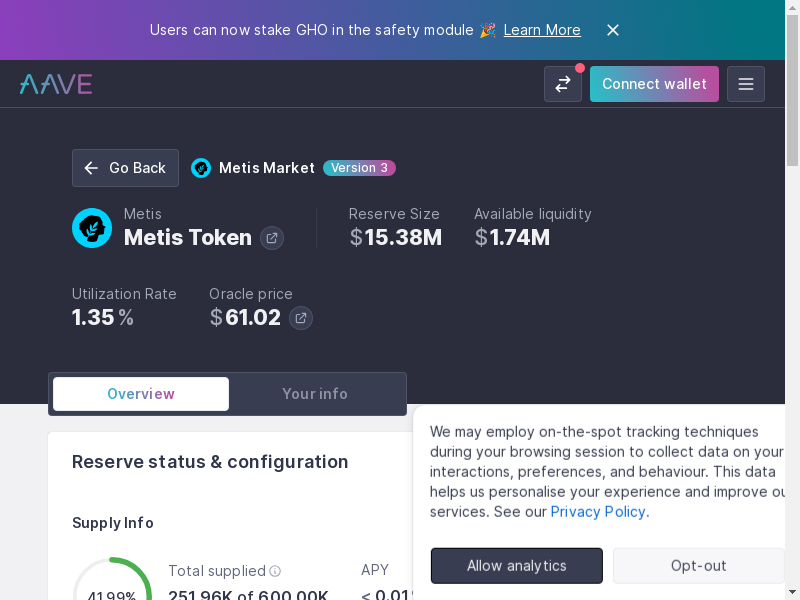 Users can now stake GHO in the safety module 🎉 Learn More
AAVE
Connect wallet
Go Back
Metis Market
Version 3
Metis
Metis Token
Reserve Size
$15.38M
Available liquidity
$1.74M
Utilization Rate
1.35 %
Oracle price
$61.02
Overview
Your info
Reserve status & configuration
Supply Info
41.99%
Total supplied
251.96K of 600.00K
APY
We may employ on-the-spot tracking techniques
during your browsing session to collect data on your
interactions, preferences, and behaviour. This data
helps us personalise your experience and improve ou
services. See our Privacy Policy.
Allow analytics
Opt-out